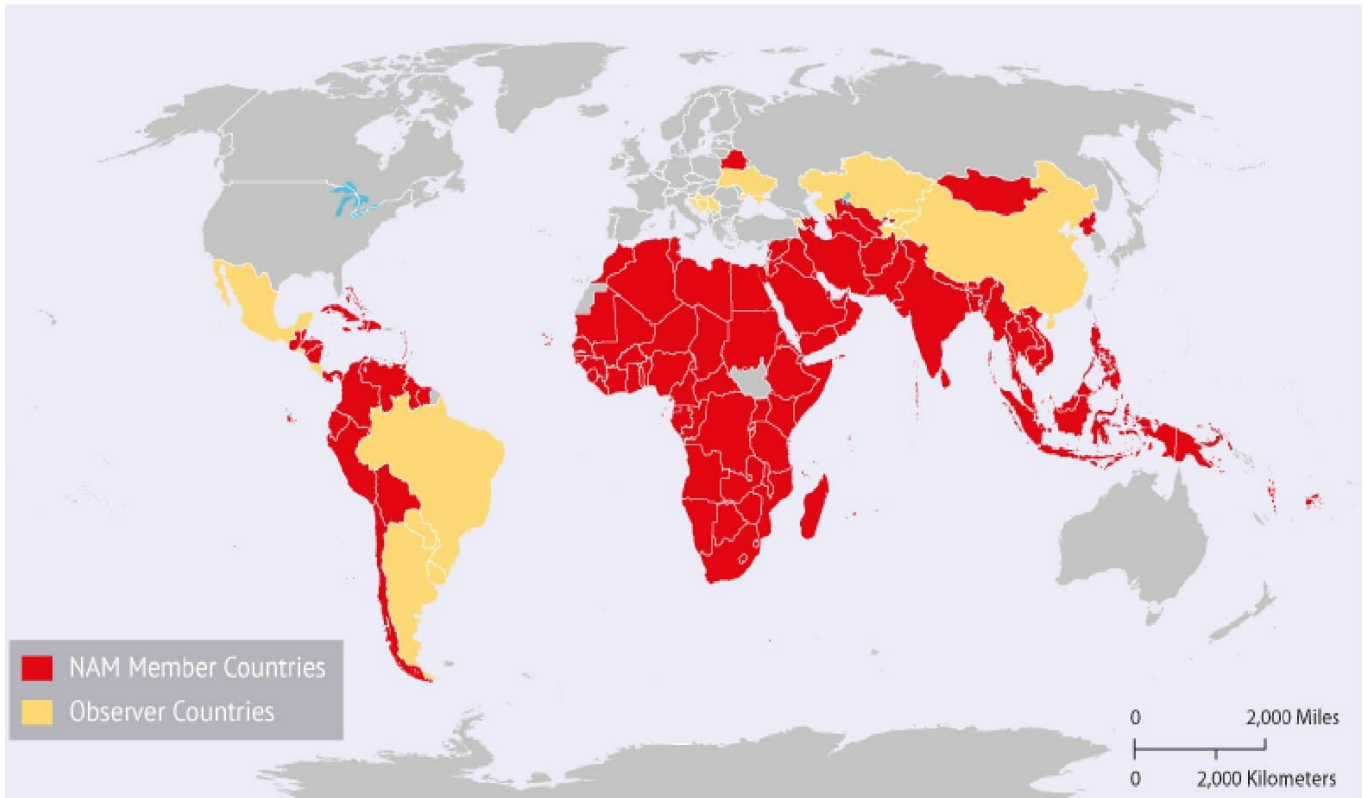 NAM Member Countries
Observer Countries
0 2,000 Miles
0 2,000 Kilometers